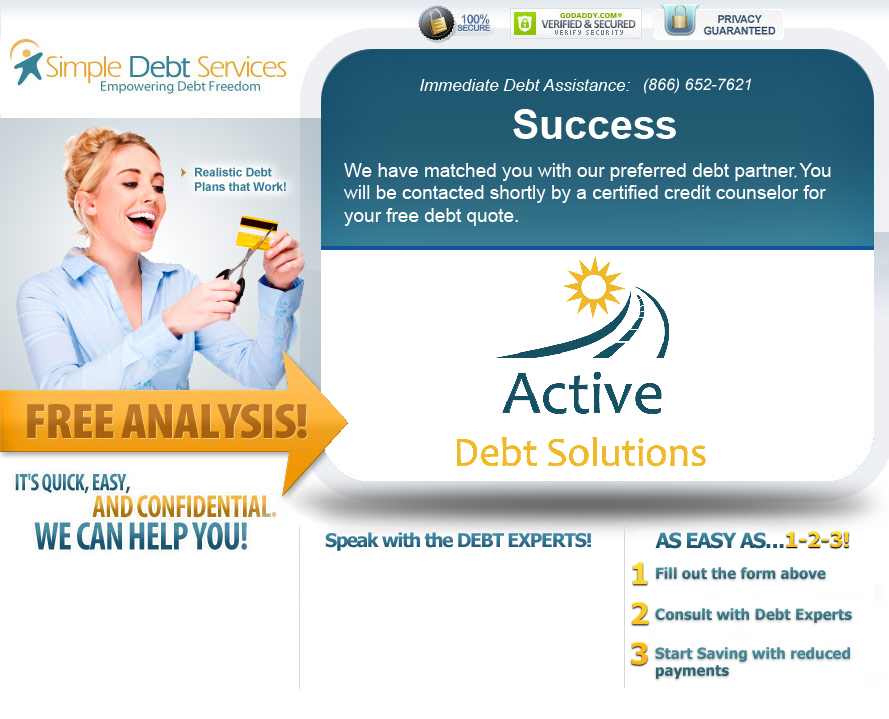 100%
SECURE
GODADDY.COM®
VERIFIED & SECURED
VERIFY SECURITY
PRIVACY
GUARANTEED
Simple Debt Services
Empowering Debt Freedom
Immediate Debt Assistance: (866) 652-7621
Success
We have matched you with our preferred debt partner. You
will be contacted shortly by a certified credit counselor for
your free debt quote.
Realistic Debt
Plans that Work!
Active
Debt Solutions
FREE ANALYSIS!
IT'S QUICK, EASY,
AND CONFIDENTIAL.
WE CAN HELP YOU!
Speak with the DEBT EXPERTS!
AS EASY AS...1-2-3!
1 Fill out the form above
2 Consult with Debt Experts
3 Start Saving with reduced
payments